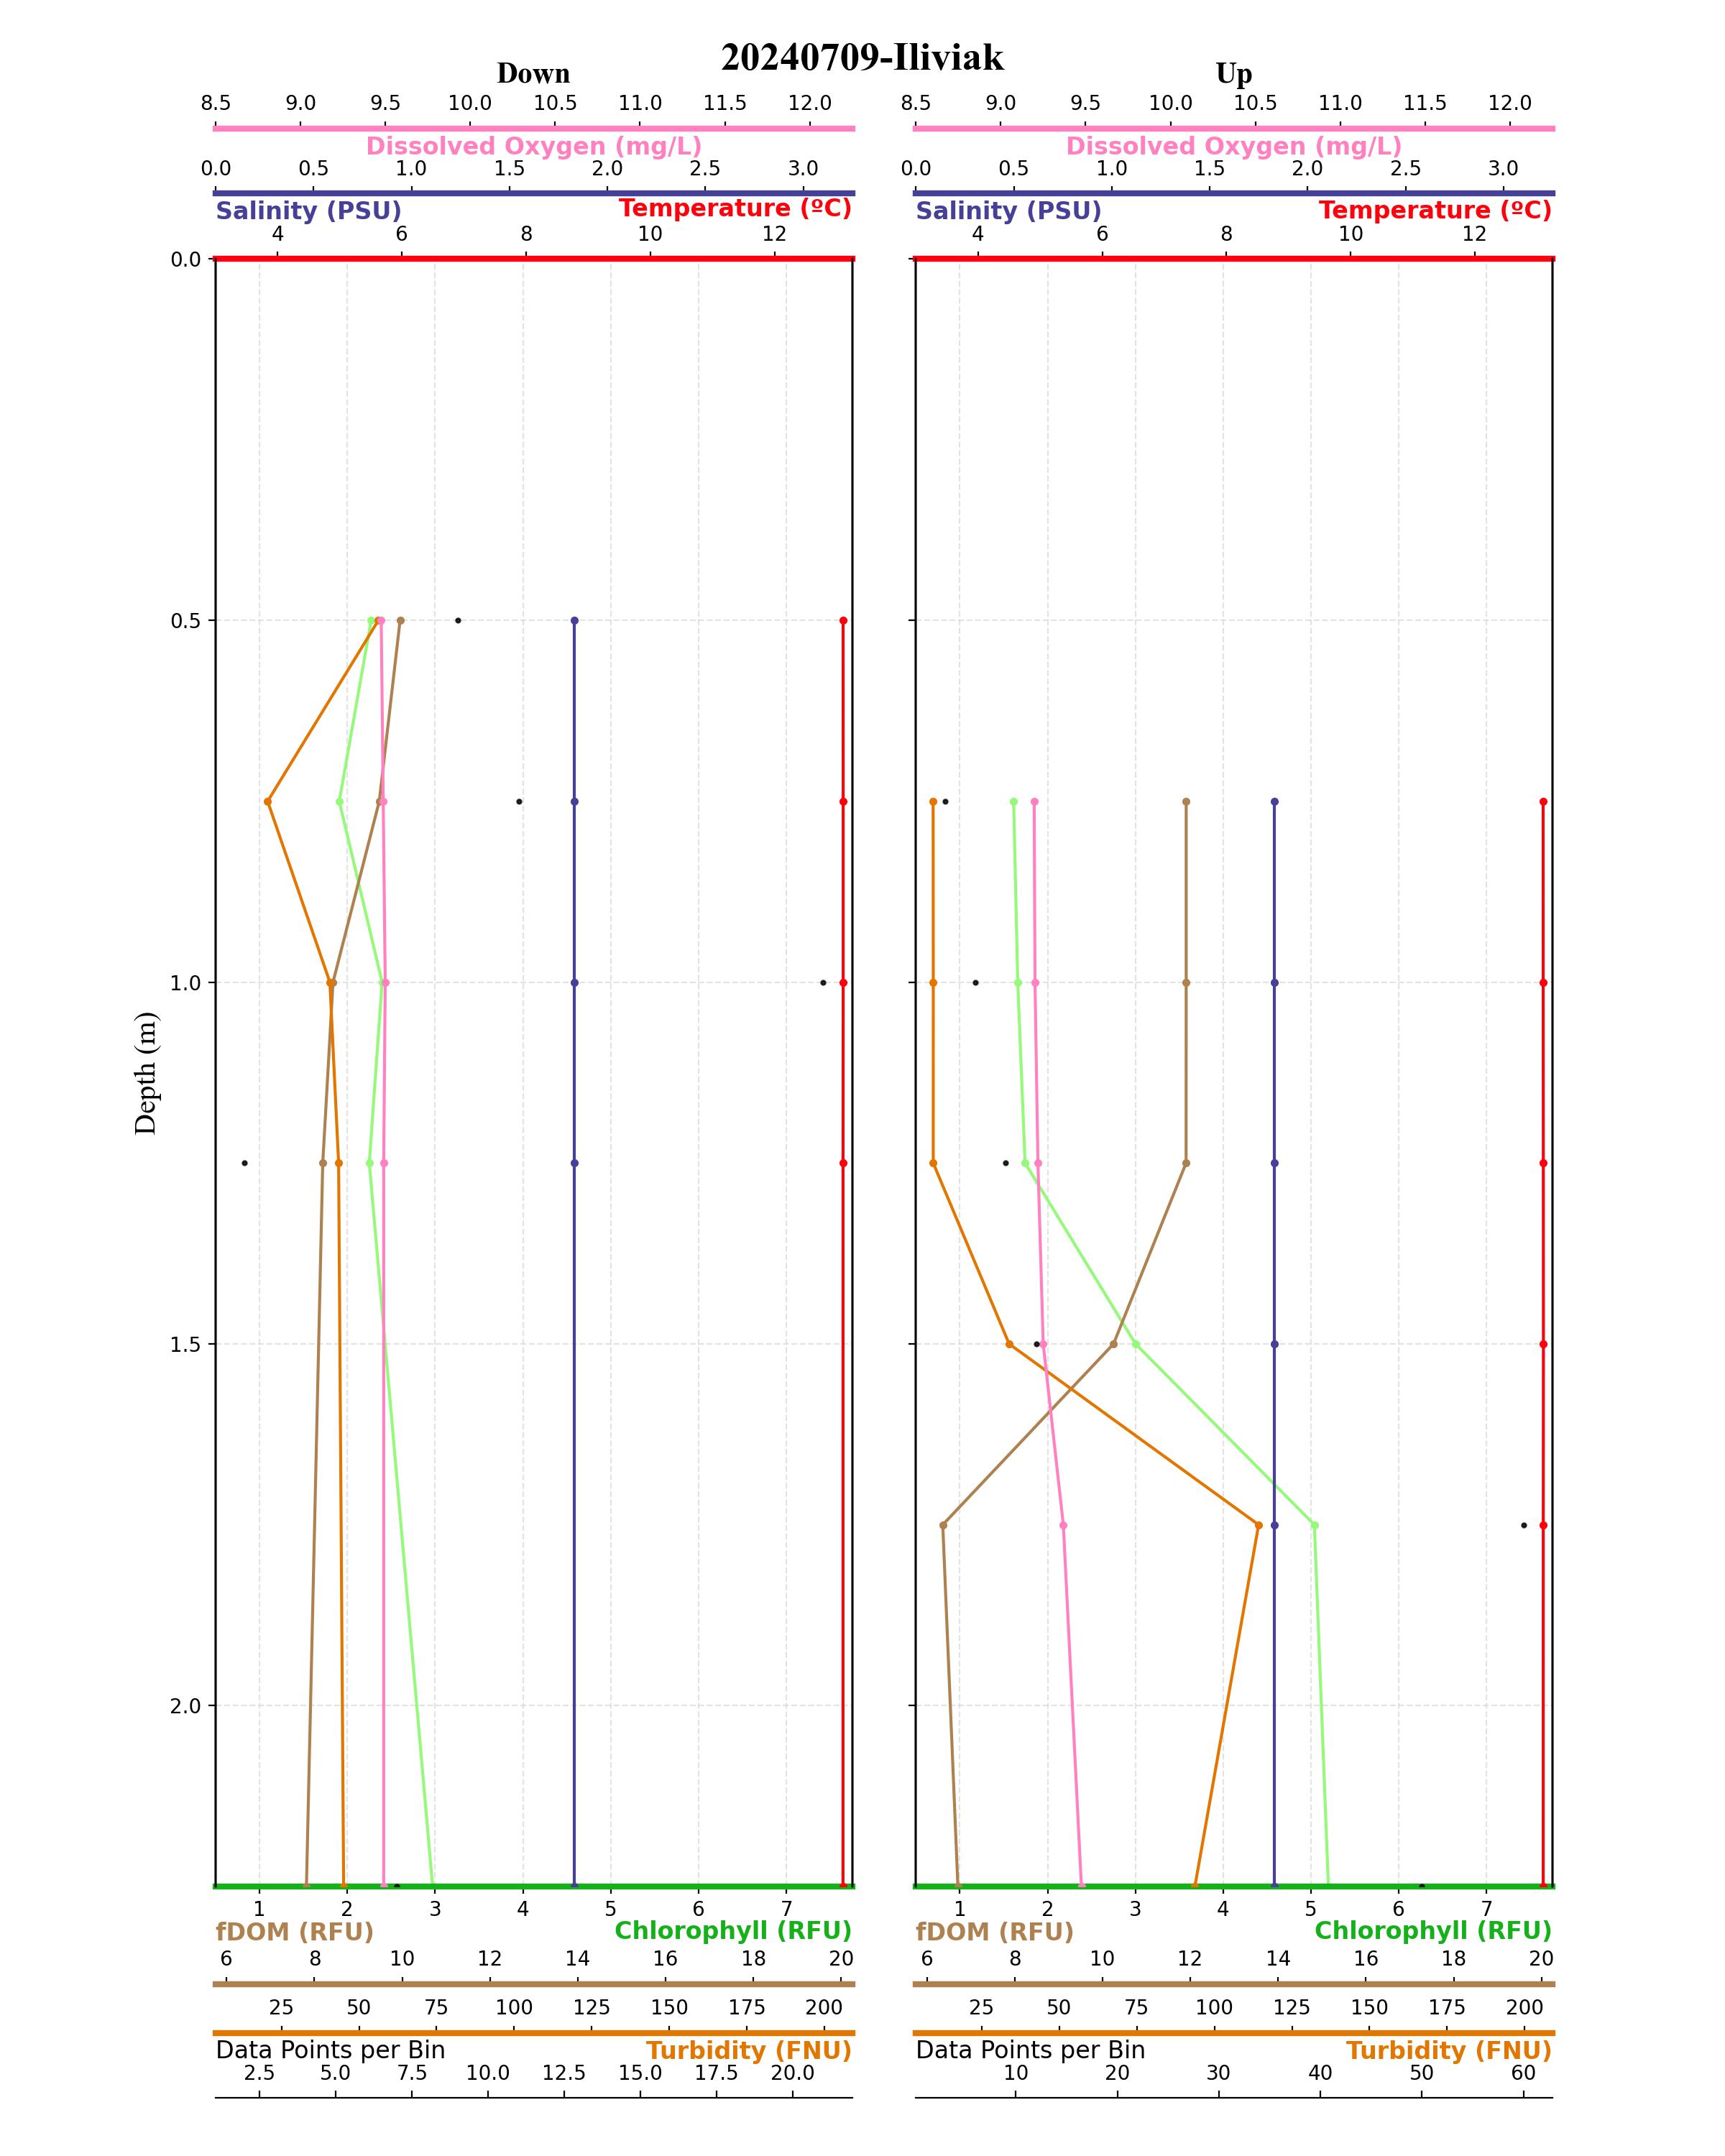 20240709-Iliviak
Down Up
8.5 9.0 9.5 10.0 10.5 11.0 11.5 12.0 8.5 9.0 9.5 10.0 10.5 11.0 11.5 12.0
Dissolved Oxygen (mg/L) Dissolved Oxygen (mg/L)
0.0 0.5 1.0 1.5 2.0 2.5 3.0 0.0 0.5 1.0 1.5 2.0 2.5 3.0
Salinity (PSU) Temperature (ºC) Salinity (PSU) Temperature (ºC)
4 6 8 10 12 4 6 8 10 12
0.0
0.5
1.0
Depth (m)
1.5
2.0
1 2 3 4 5 6 7 1 2 3 4 5 6 7
fDOM (RFU) Chlorophyll (RFU) fDOM (RFU) Chlorophyll (RFU)
6 8 10 12 14 16 18 20 6 8 10 12 14 16 18 20
25 50 75 100 125 150 175 200 25 50 75 100 125 150 175 200
Data Points per Bin Turbidity (FNU) Data Points per Bin Turbidity (FNU)
2.5 5.0 7.5 10.0 12.5 15.0 17.5 20.0 10 20 30 40 50 60